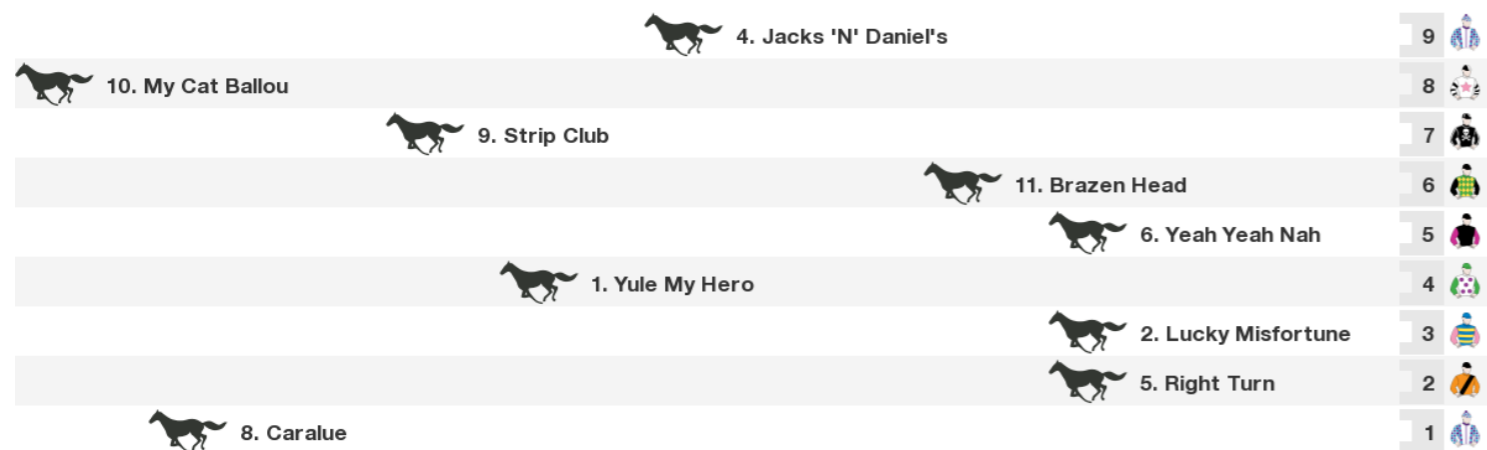 4. Jacks 'N' Daniel's 9
10. My Cat Ballou 8
9. Strip Club 7
11. Brazen Head 6
6. Yeah Yeah Nah 5
1. Yule My Hero 4
2. Lucky Misfortune 3
5. Right Turn 2
8. Caralue 1